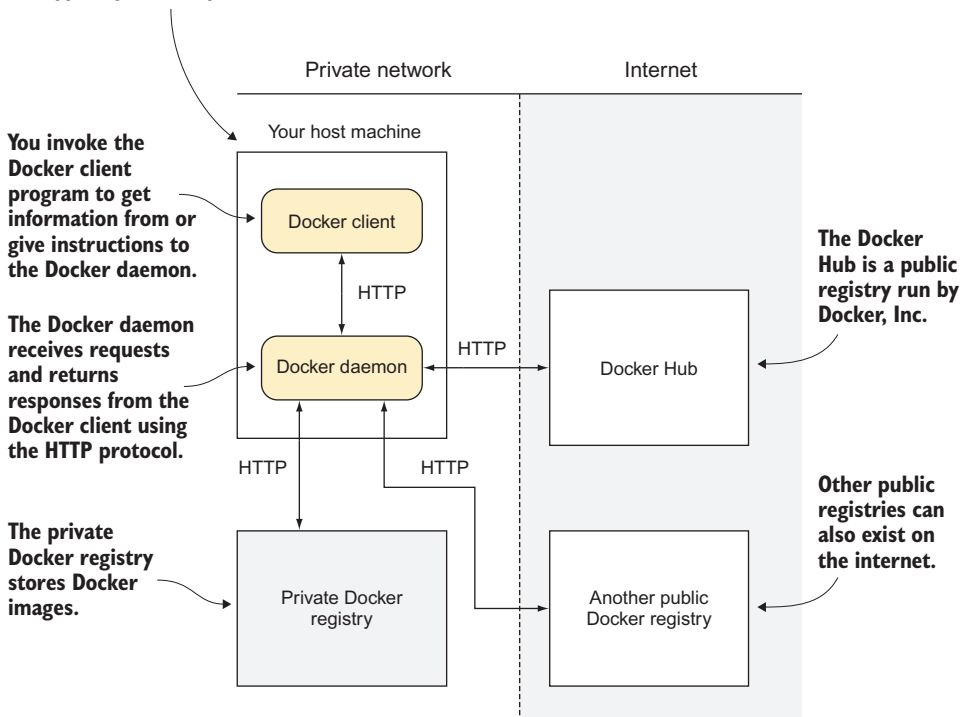 Private network
Internet
Your host machine
You invoke the
Docker client
program to get
information from or
give instructions to
the Docker daemon.
Docker client
HTTP
The Docker daemon
receives requests
and returns
responses from the
Docker client using
the HTTP protocol.
Docker daemon
HTTP
Docker Hub
The Docker
Hub is a public
registry run by
Docker, Inc.
HTTP
HTTP
The private
Docker registry
stores Docker
images.
Private Docker
registry
Another public
Docker registry
Other public
registries can
also exist on
the internet.